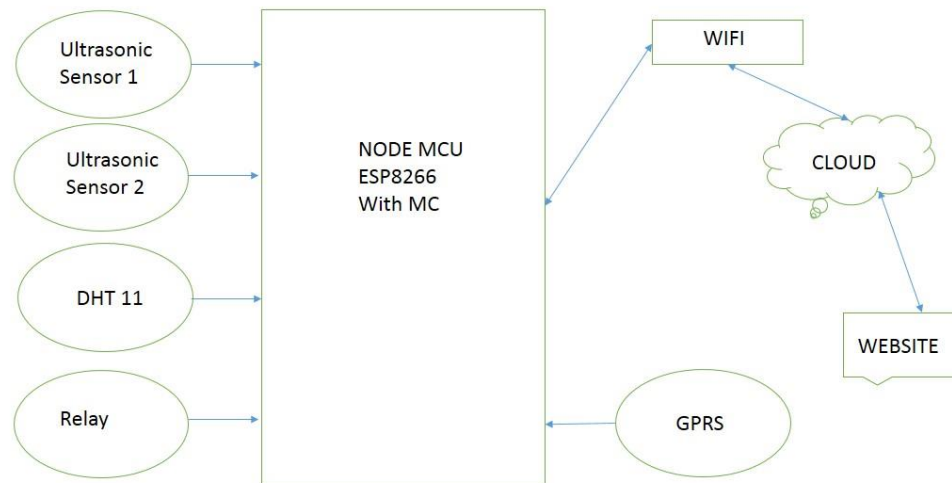 Ultrasonic
Sensor 1
Ultrasonic
Sensor 2
DHT 11
Relay
NODE MCU
ESP8266
With MC
WIFI
CLOUD
WEBSITE
GPRS